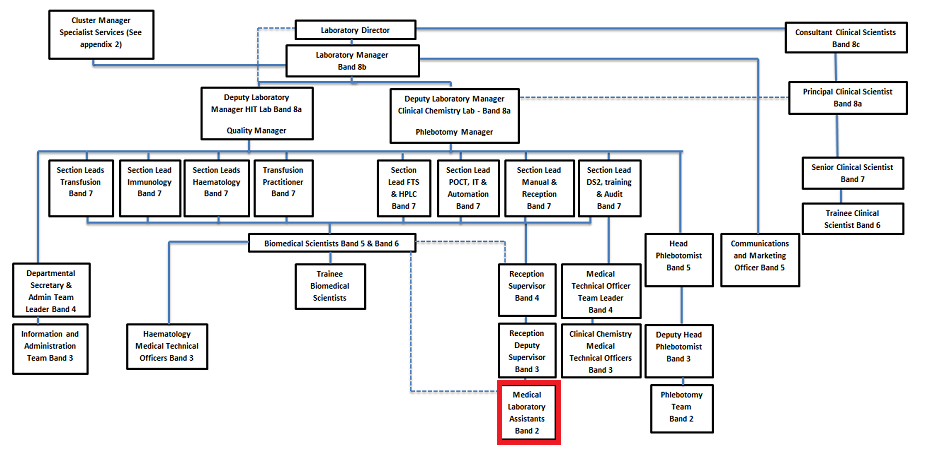 Cluster Manager
Specialist Services (See
appendix 2)
Laboratory Director
Consultant Clinical Scientists
Band 8c
Laboratory Manager
Band 8b
Deputy Laboratory
Manager HIT Lab Band 8a
Quality Manager
Deputy Laboratory Manager
Clinical Chemistry Lab - Band 8a
Phlebotomy Manager
Principal Clinical Scientist
Band 8a
Section Leads
Transfusion
Band 7
Section Lead
Immunology
Band 7
Section Leads
Haematology
Band 7
Transfusion
Practitioner
Band 7
Section
Lead FTS
& HPLC
Band 7
Section Lead
POCT, IT &
Automation
Band 7
Section Lead
Manual &
Reception
Band 7
Section Lead
DS2, training
& Audit
Band 7
Senior Clinical Scientist
Band 7
Trainee Clinical
Scientist Band 6
Biomedical Scientists Band 5 & Band 6
Head
Phlebotomist
Band 5
Communications
and Marketing
Officer Band 5
Departmental
Secretary &
Admin Team
Leader Band 4
Trainee
Biomedical
Scientists
Reception
Supervisor
Band 4
Medical
Technical Officer
Team Leader
Band 4
Information and
Administration
Team Band 3
Haematology
Medical Technical
Officers Band 3
Reception
Deputy
Supervisor
Band 3
Clinical Chemistry
Medical
Technical Officers
Band 3
Deputy Head
Phlebotomist
Band 3
Medical
Laboratory
Assistants
Band 2
Phlebotomy
Team
Band 2